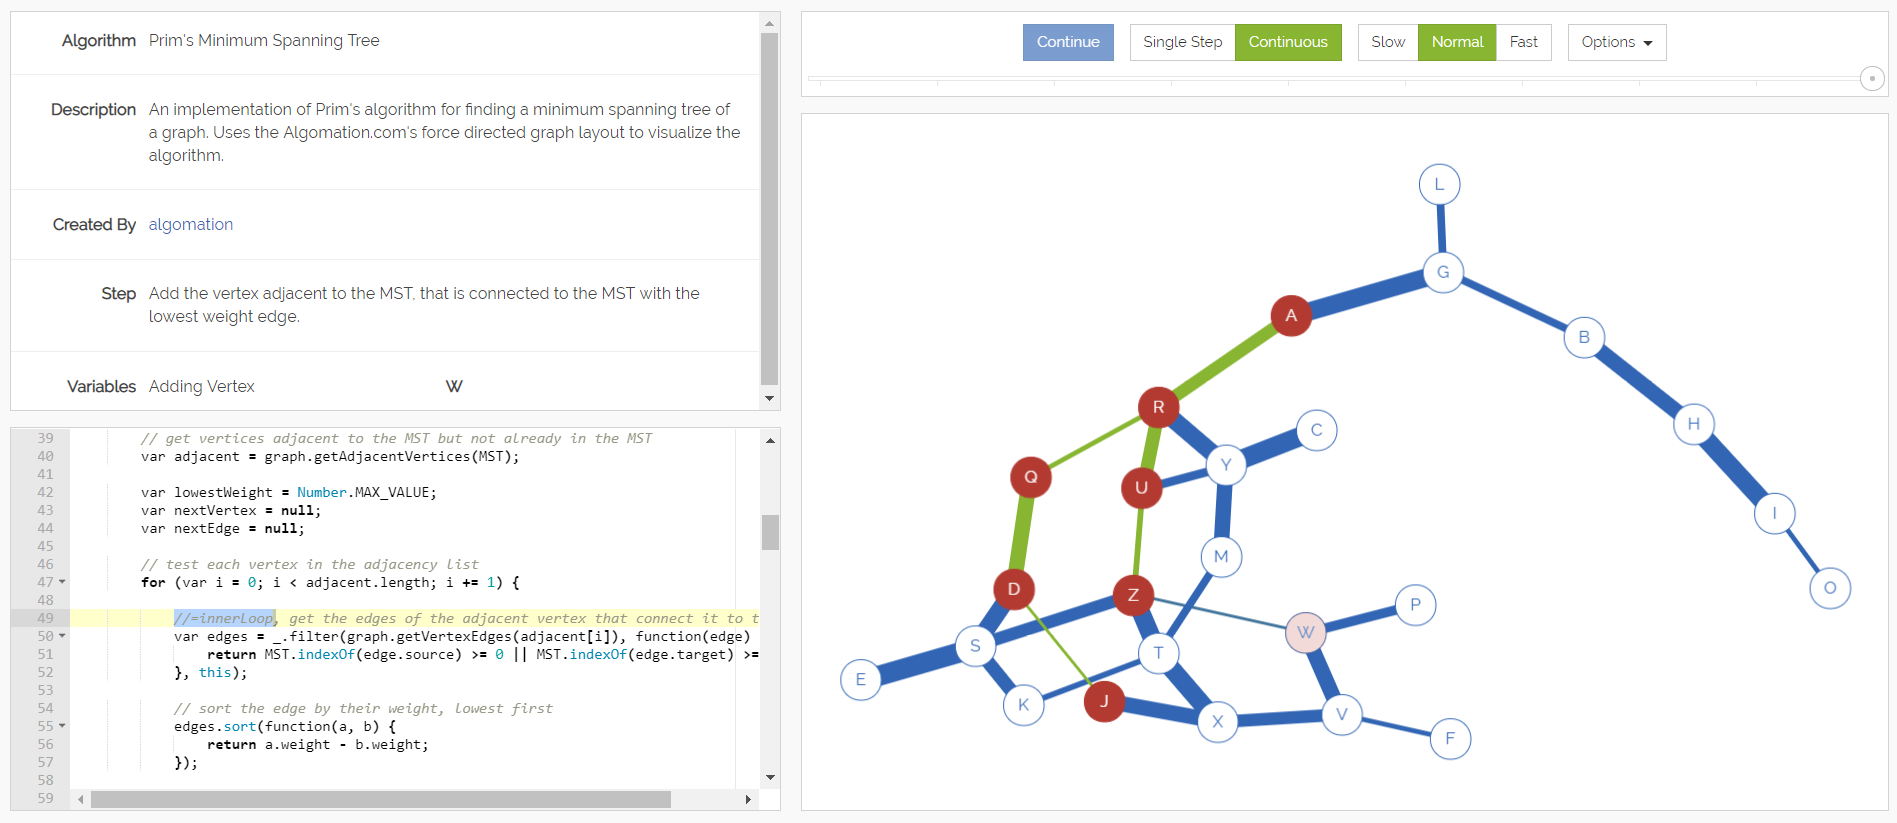 Algorithm Prim's Minimum Spanning Tree
Description An implementation of Prim's algorithm for finding a minimum spanning tree of
a graph. Uses the Algomation.com's force directed graph layout to visualize the
algorithm.
Created By algomation
Step Add the vertex adjacent to the MST, that is connected to the MST with the
lowest weight edge.
Variables Adding Vertex W
39 // get vertices adjacent to the MST but not already in the MST
40 var adjacent = graph.getAdjacentVertices(MST);
41
42 var lowestWeight = Number.MAX_VALUE;
43 var nextVertex = null;
44 var nextEdge = null;
45
46 // test each vertex in the adjacency list
47 for (var i = 0; i < adjacent.length; i += 1) {
48
49 //=innerLoop, get the edges of the adjacent vertex that connect it to t
50 var edges = _.filter(graph.getVertexEdges(adjacent[i]), function(edge)
51 return MST.indexOf(edge.source) >= 0 || MST.indexOf(edge.target) >=
52 }, this);
53
54 // sort the edge by their weight, lowest first
55 edges.sort(function(a, b) {
56 return a.weight - b.weight;
57 });
58
59
Continue Single Step Continuous Slow Normal Fast Options
L
G
A
B
R
C
H
Y
Q
U
I
M
D
Z
O
P
W
S
T
E
K
J
X
V
F